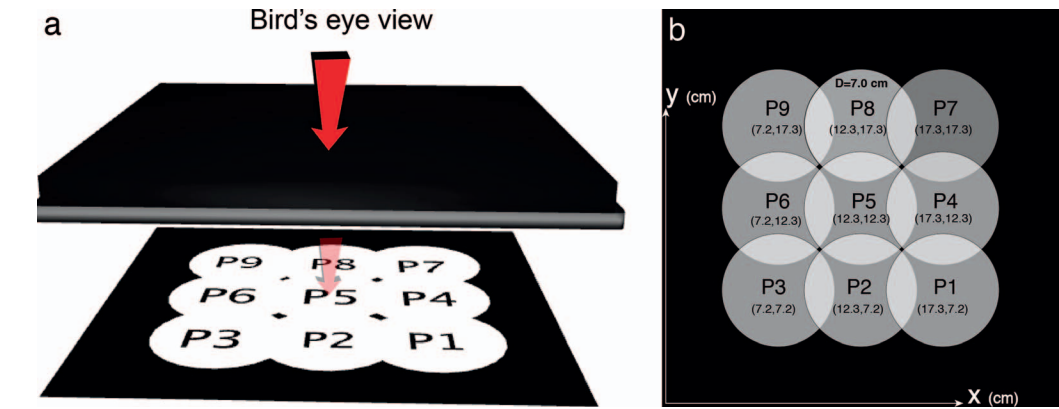 a
Bird's eye view
P9 P8 P7
P6 P5 P4
P3 P2 P1
b
y (cm)
D=7.0 cm
P9 P8 P7
(7.2,17.3) (12.3,17.3) (17.3,17.3)
P6 P5 P4
(7.2,12.3) (12.3,12.3) (17.3,12.3)
P3 P2 P1
(7.2,7.2) (12.3,7.2) (17.3,7.2)
x (cm)